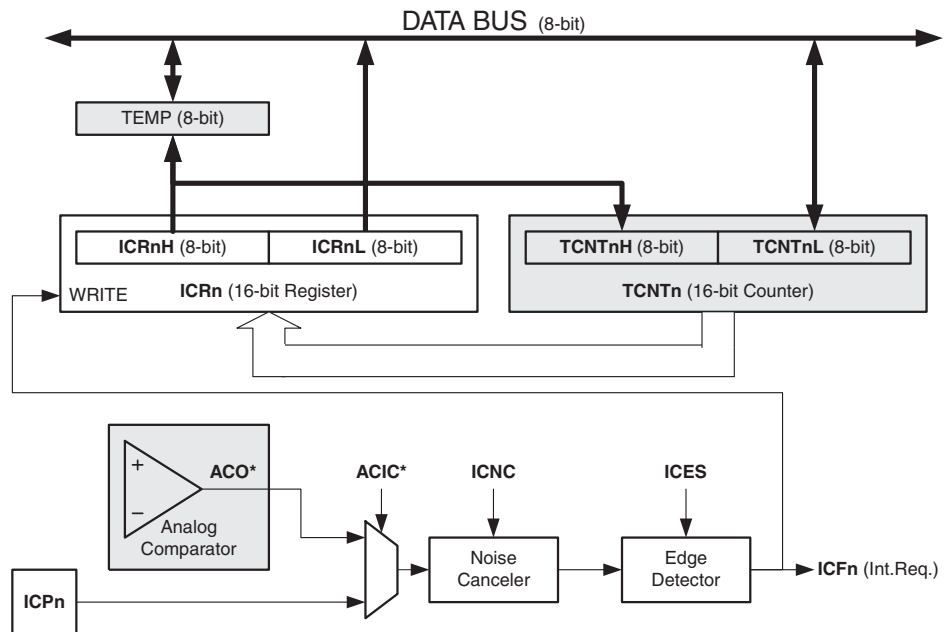 DATA BUS (8-bit)
TEMP (8-bit)
ICRnH (8-bit)
ICRnL (8-bit)
TCNTnH (8-bit)
TCNTnL (8-bit)
WRITE
ICRn (16-bit Register)
TCNTn (16-bit Counter)
+
−
ACO*
Analog
Comparator
ACIC*
ICNC
ICES
Noise
Canceler
Edge
Detector
ICFn (Int.Req.)
ICPn